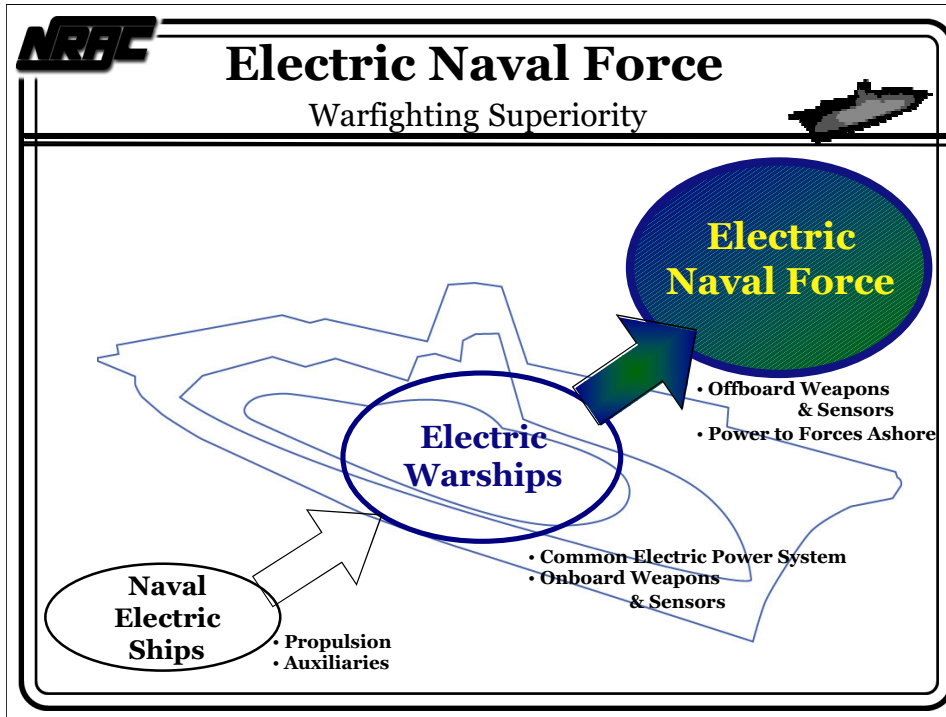 NRAC
Electric Naval Force
Warfighting Superiority
Electric
Naval Force
• Offboard Weapons
& Sensors
• Power to Forces Ashore
Electric
Warships
• Common Electric Power System
• Onboard Weapons
& Sensors
Naval
Electric
Ships
• Propulsion
• Auxiliaries